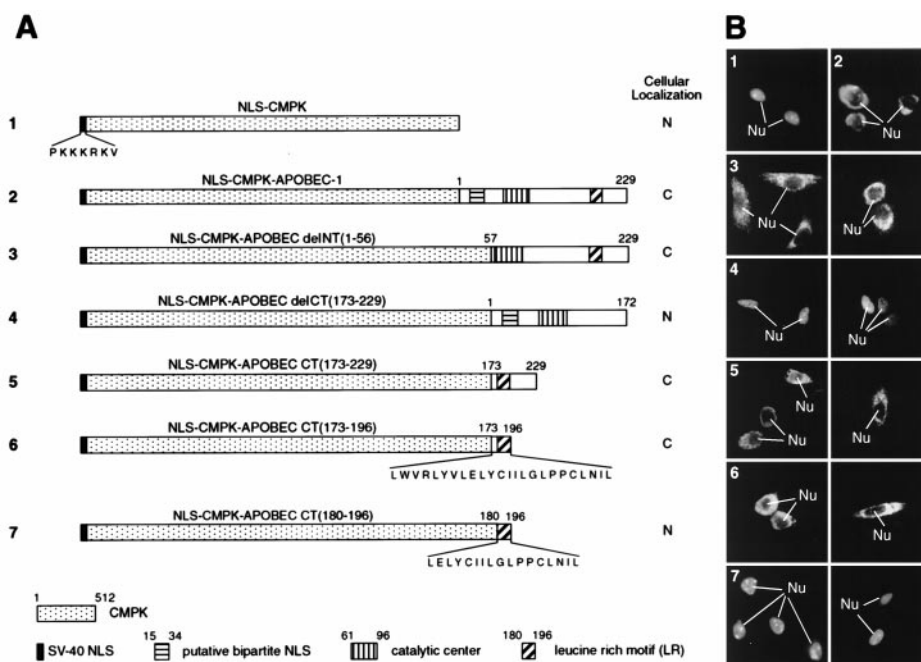 A
B
Cellular
Localization
1
NLS-CMPK
N
PKKKRKV
2
NLS-CMPK-APOBEC-1
1
229
C
3
NLS-CMPK-APOBEC delNT(1-56)
57
229
C
4
NLS-CMPK-APOBEC delCT(173-229)
1
172
N
5
NLS-CMPK-APOBEC CT(173-229)
173
229
C
6
NLS-CMPK-APOBEC CT(173-196)
173
196
C
LWVRLYVLELYCIILGLPPCLNIL
7
NLS-CMPK-APOBEC CT(180-196)
180
196
N
LELYCIILGLPPCLNIL
1
512
CMPK
SV-40 NLS
15
34
putative bipartite NLS
61
96
catalytic center
180
196
leucine rich motif (LR)
1
Nu
2
Nu
3
Nu
Nu
4
Nu
Nu
5
Nu
Nu
Nu
6
Nu
Nu
7
Nu
Nu